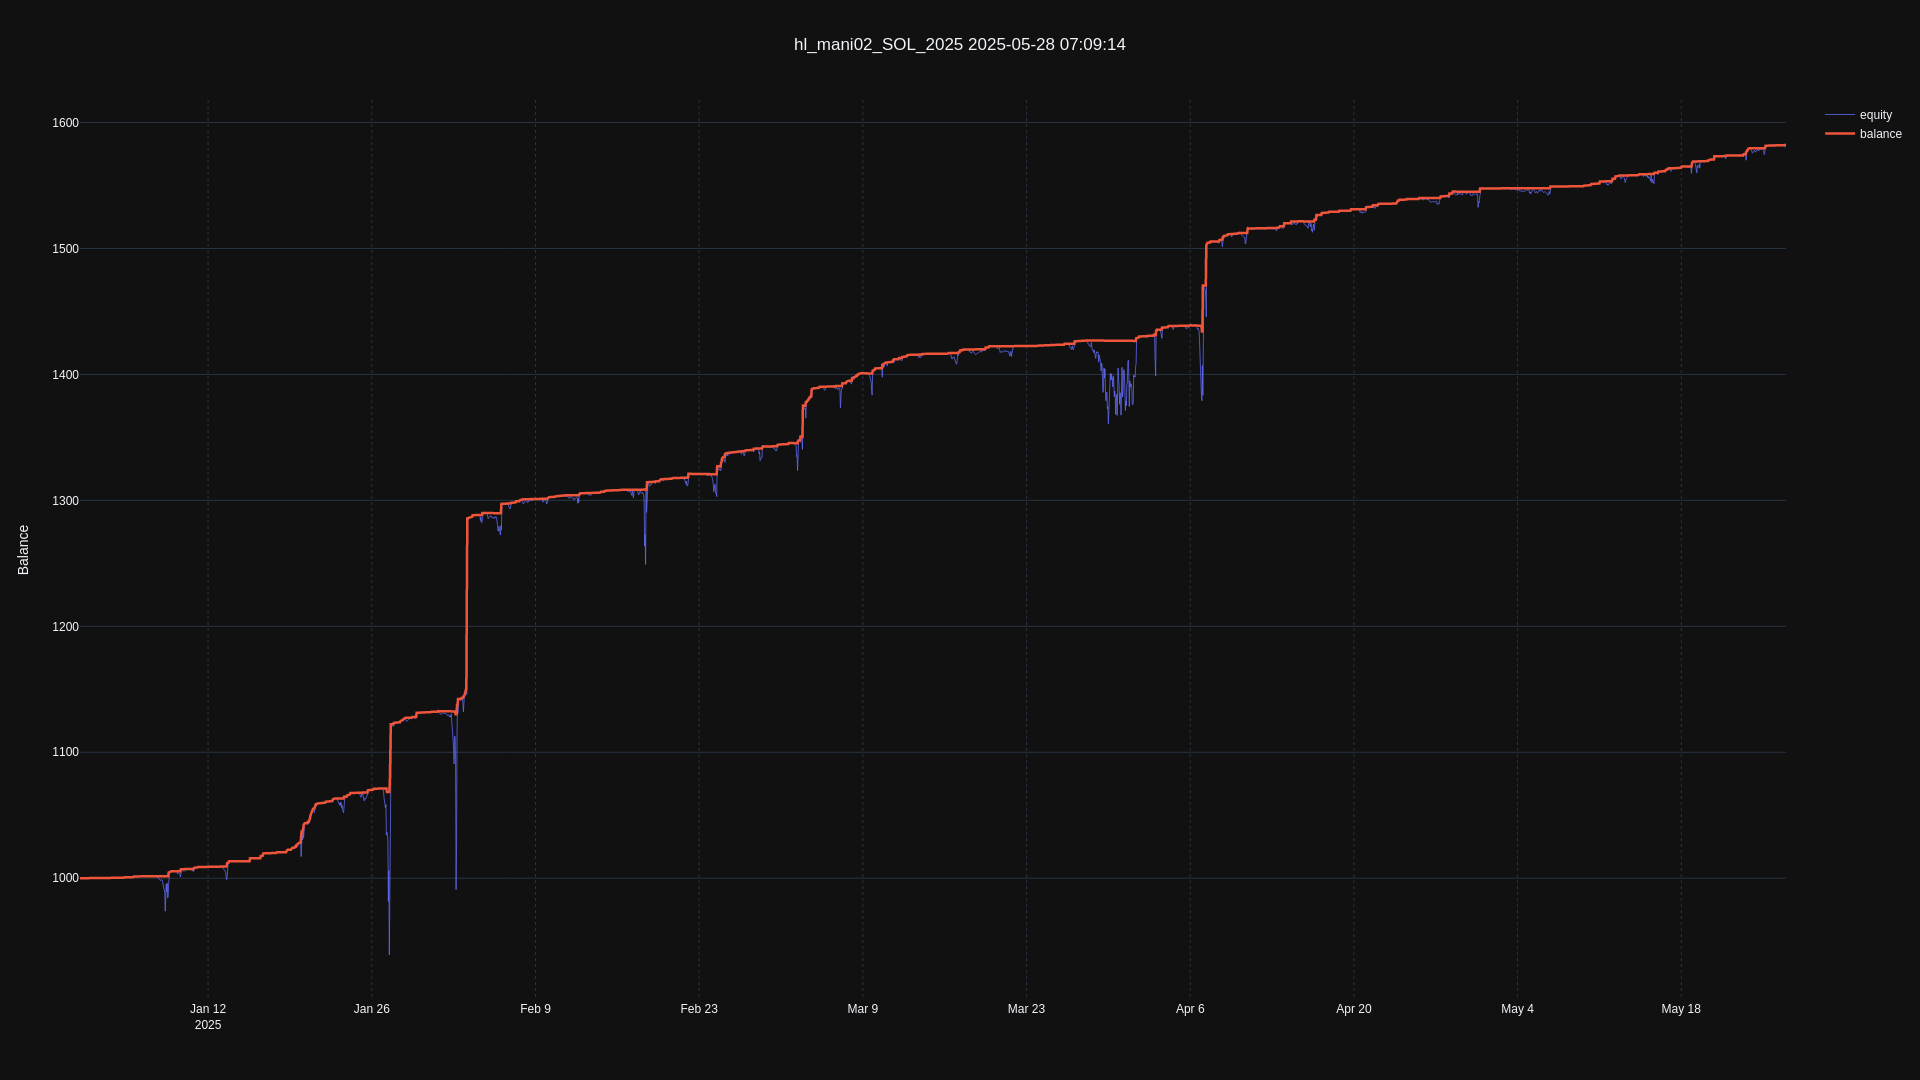 hl_mani02_SOL_2025 2025-05-28 07:09:14
equity
balance
1600
1500
1400
1300
1200
1100
1000
Balance
Jan 12
2025
Jan 26
Feb 9
Feb 23
Mar 9
Mar 23
Apr 6
Apr 20
May 4
May 18